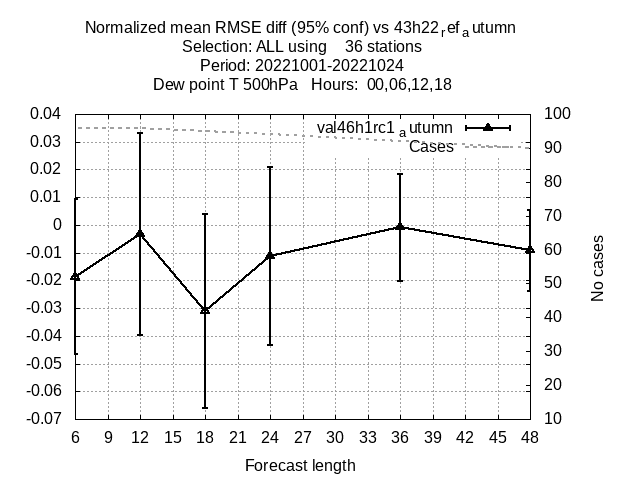 Normalized mean RMSE diff (95% conf) vs 43h22ref autumn
Selection: ALL using 36 stations
Period: 20221001-20221024
Dew point T 500hPa Hours: 00,06,12,18
val46h1rc1 autumn
Cases
0.04
0.03
0.02
0.01
0
-0.01
-0.02
-0.03
-0.04
-0.05
-0.06
-0.07
100
90
80
70
60
50
40
30
20
10
No cases
6 9 12 15 18 21 24 27 30 33 36 39 42 45 48
Forecast length